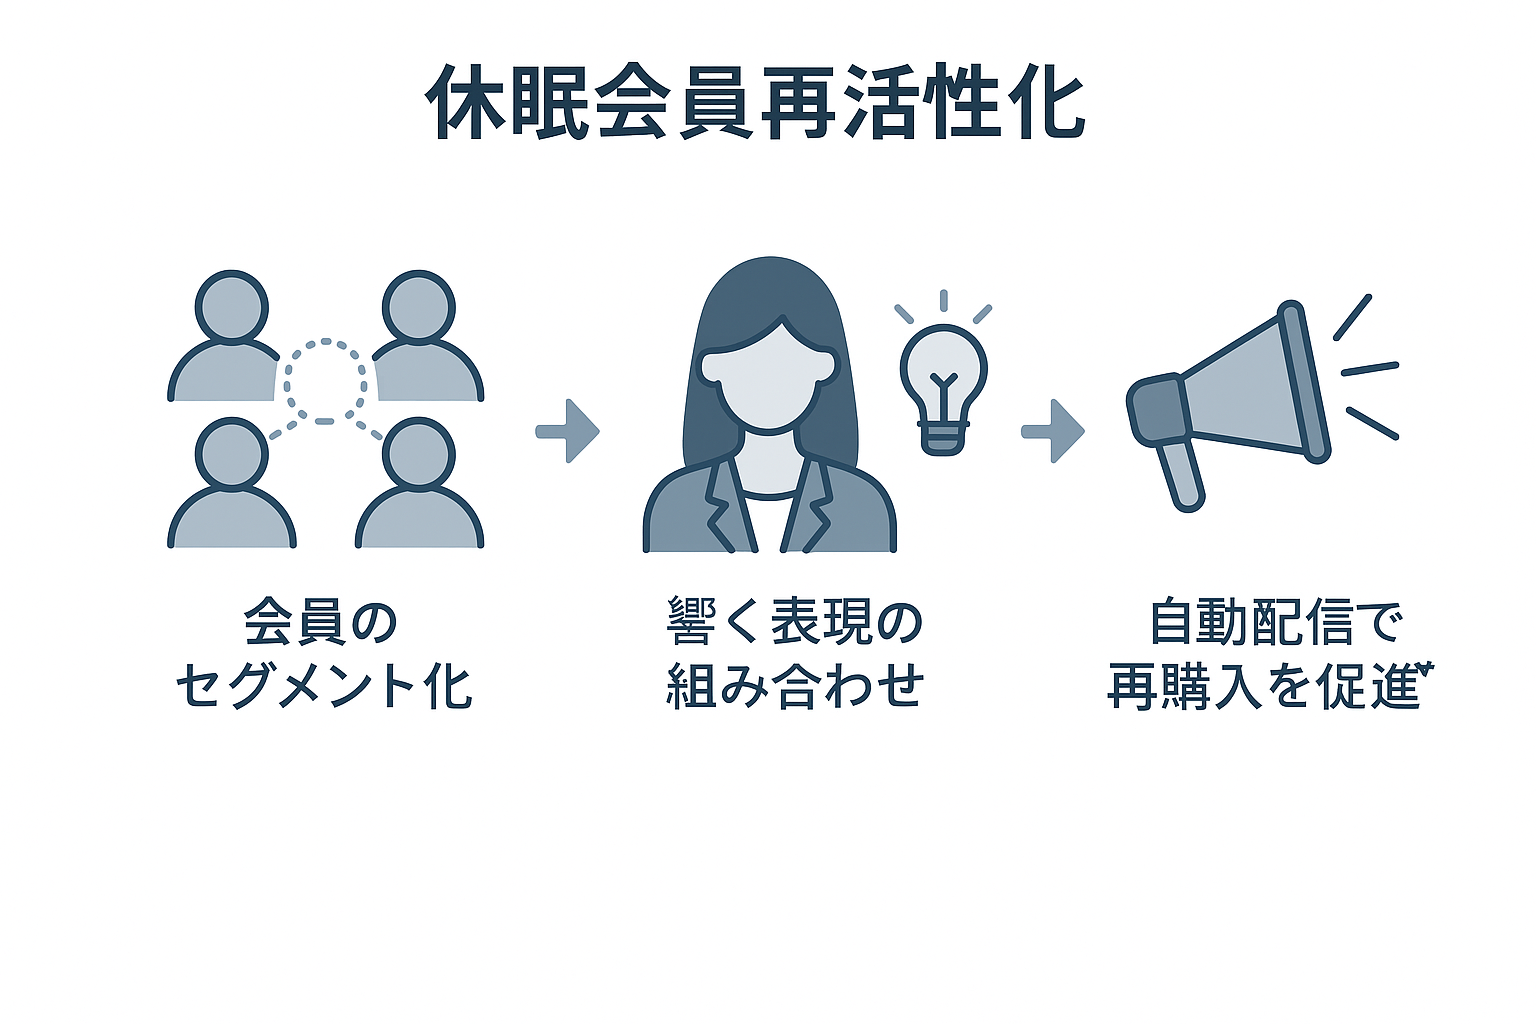 休眠会員再活性化
会員の
セグメント化
響く表現の
組み合わせ
自動配信で
再購入を促進